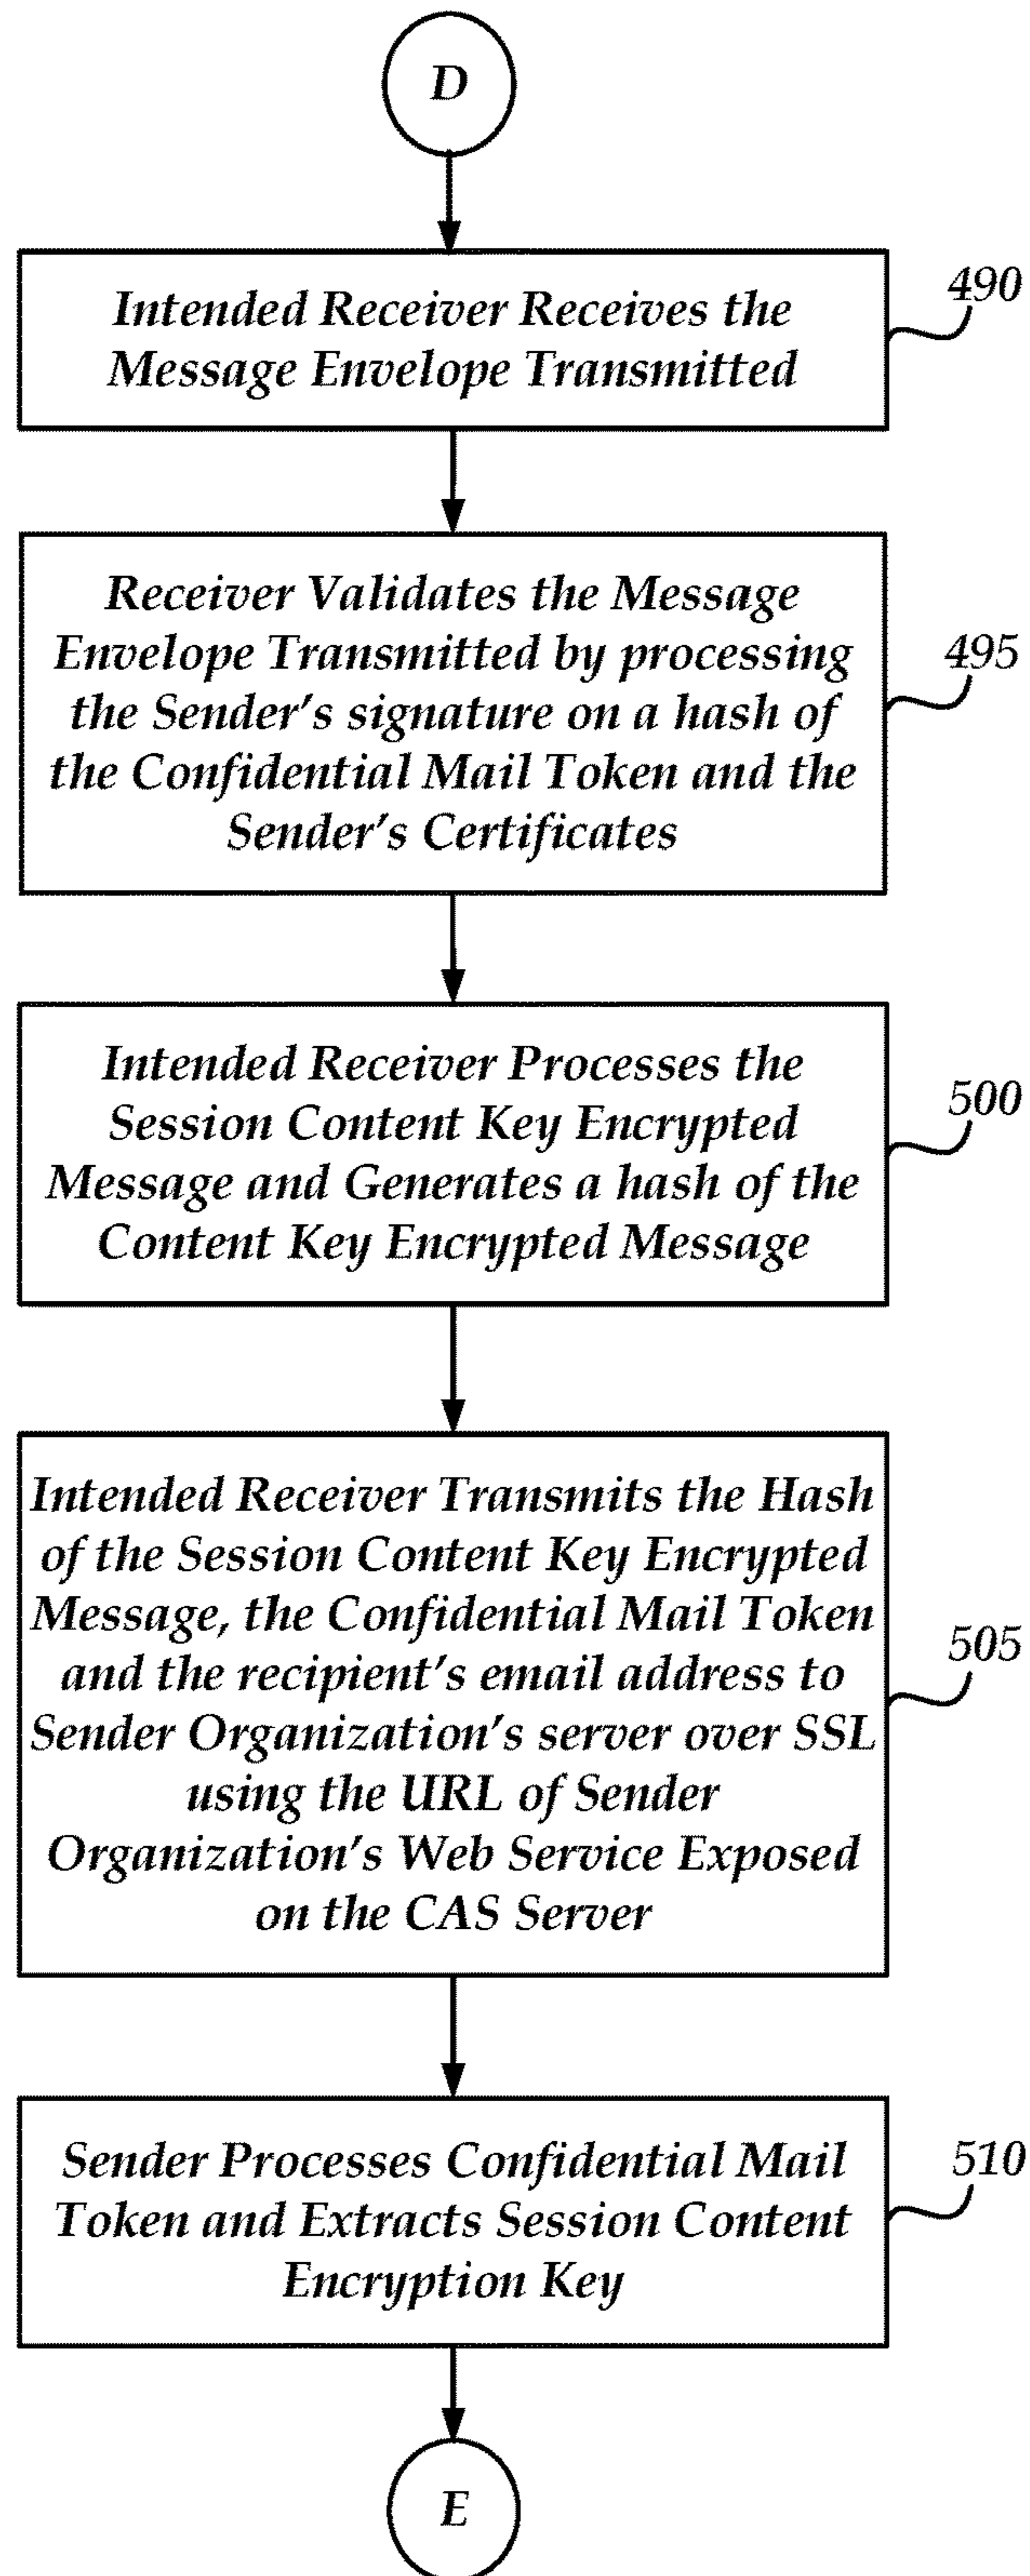 D
Intended Receiver Receives the
Message Envelope Transmitted
490
Receiver Validates the Message
Envelope Transmitted by processing
the Sender's signature on a hash of
the Confidential Mail Token and the
Sender's Certificates
495
Intended Receiver Processes the
Session Content Key Encrypted
Message and Generates a hash of the
Content Key Encrypted Message
500
Intended Receiver Transmits the Hash
of the Session Content Key Encrypted
Message, the Confidential Mail Token
and the recipient's email address to
Sender Organization's server over SSL
using the URL of Sender
Organization's Web Service Exposed
on the CAS Server
505
Sender Processes Confidential Mail
Token and Extracts Session Content
Encryption Key
510
E